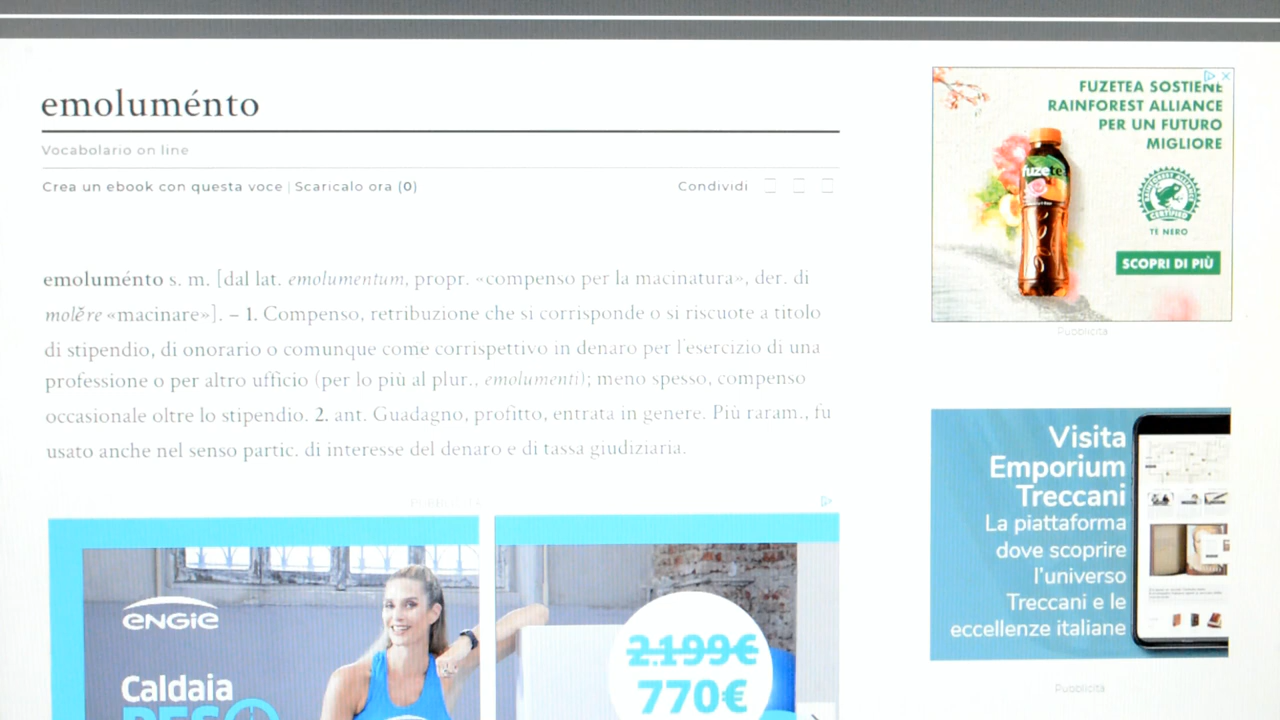 emoluménto
Vocabolario on line
Crea un ebook con questa voce | Scaricalo ora (0)
Condividi
emoluménto s. m. [dal lat. emolumentum, propr. «compenso per la macinatura», der. di
molĕre «macinare»]. – 1. Compenso, retribuzione che si corrisponde o si riscuote a titolo
di stipendio, di onorario o comunque come corrispettivo in denaro per l'esercizio di una
professione o per altro ufficio (per lo più al plur., emolumenti); meno spesso, compenso
occasionale oltre lo stipendio. 2. ant. Guadagno, profitto, entrata in genere. Più raram., fu
usato anche nel senso partic. di interesse del denaro e di tassa giudiziaria.
Pubblicità
ENGIE
Caldaia
2.199€
770€
FUZETEA SOSTIENE
RAINFOREST ALLIANCE
PER UN FUTURO
MIGLIORE
fuzetea
RAINFOREST ALLIANCE
CERTIFIED
TÈ NERO
SCOPRI DI PIÙ
Pubblicità
Visita
Emporium
Treccani
La piattaforma
dove scoprire
l'universo
Treccani e le
eccellenze italiane
Pubblicità